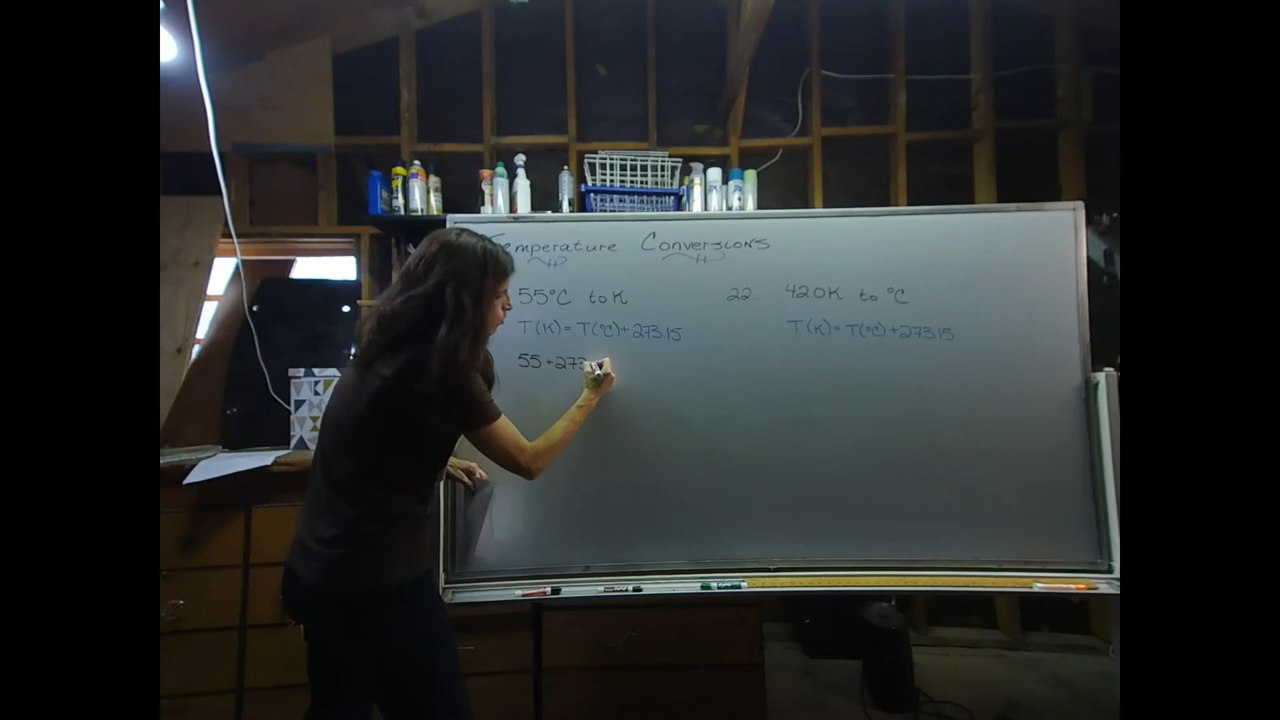 Temperature Conversions
55°C to K
T(K) = T(°C) + 273.15
55 + 273
22. 420K to °C
T(K) = T(°C) + 273.15